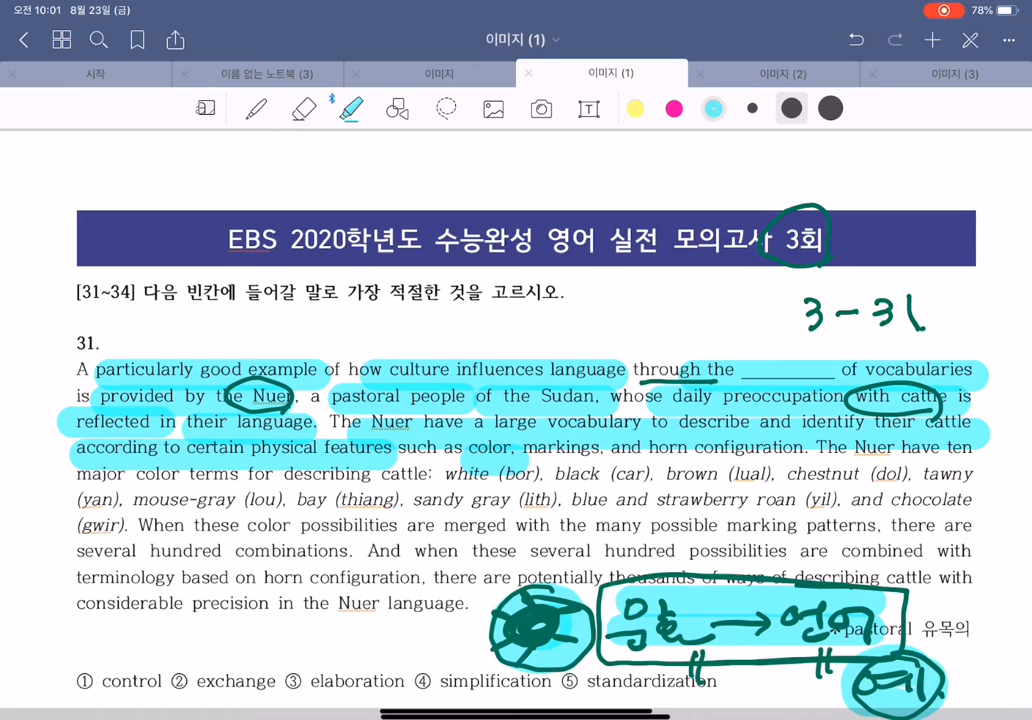 오전 10:01 8월 23일 (금) 78%
이미지 (1)
시작 이름 없는 노트북 (3) 이미지 이미지 (1) 이미지 (2) 이미지 (3)
EBS 2020학년도 수능완성 영어 실전 모의고사 3회
[31~34] 다음 빈칸에 들어갈 말로 가장 적절한 것을 고르시오.
3-31
31.
A particularly good example of how culture influences language through the __________ of vocabularies
is provided by the Nuer, a pastoral people of the Sudan, whose daily preoccupation with cattle is
reflected in their language. The Nuer have a large vocabulary to describe and identify their cattle
according to certain physical features such as color, markings, and horn configuration. The Nuer have ten
major color terms for describing cattle: white (bor), black (car), brown (lual), chestnut (dol), tawny
(yan), mouse-gray (lou), bay (thiang), sandy gray (lith), blue and strawberry roan (yil), and chocolate
(gwir). When these color possibilities are merged with the many possible marking patterns, there are
several hundred combinations. And when these several hundred possibilities are combined with
terminology based on horn configuration, there are potentially thousands of ways of describing cattle with
considerable precision in the Nuer language.
문화 → 언어
*pastoral 유목의
① control ② exchange ③ elaboration ④ simplification ⑤ standardization